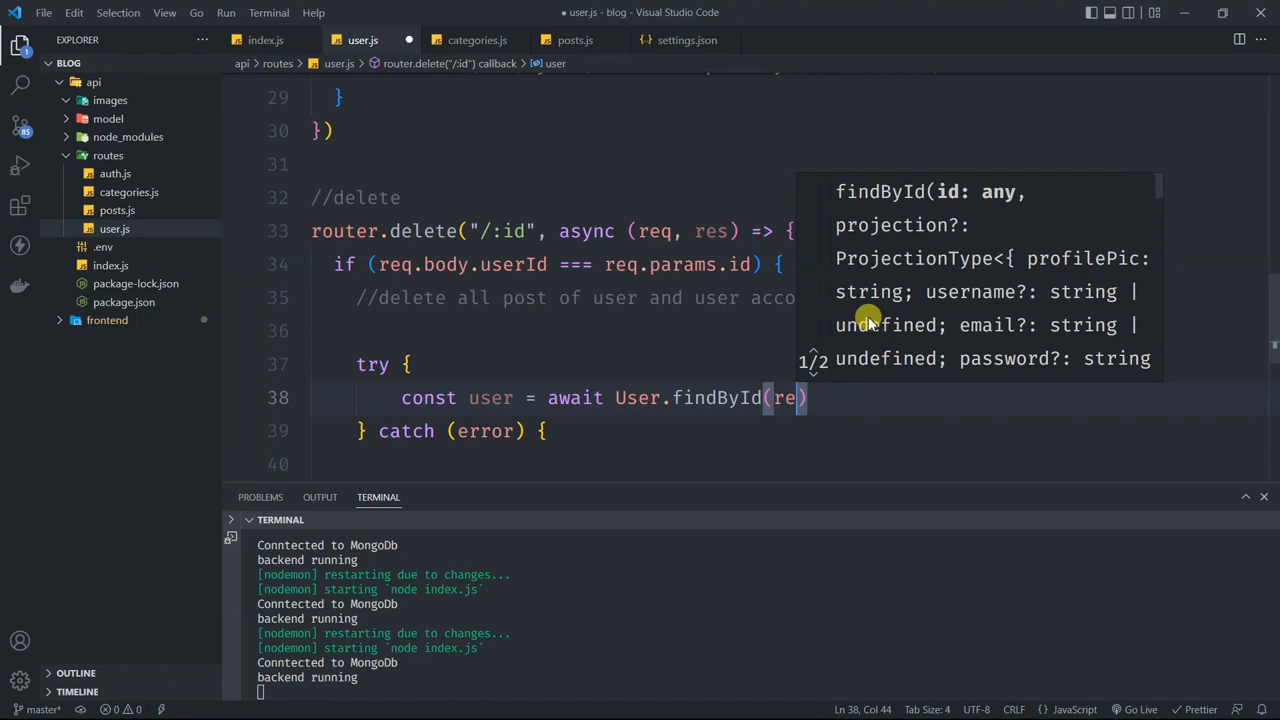 File Edit Selection View Go Run Terminal Help
● user.js - blog - Visual Studio Code
EXPLORER
BLOG
api
images
model
node_modules
routes
auth.js
categories.js
posts.js
user.js
.env
index.js
package-lock.json
package.json
frontend
OUTLINE
TIMELINE
1
85
index.js user.js categories.js posts.js settings.json
api > routes > user.js > router.delete("/:id") callback > user
29 }
30 })
31
32 //delete
33 router.delete("/:id", async (req, res) => {
34 if (req.body.userId === req.params.id) {
35 //delete all post of user and user acco
36
37 try {
38 const user = await User.findById(re)
39 } catch (error) {
40
findById(id: any,
projection?:
ProjectionType<{ profilePic:
string; username?: string |
undefined; email?: string |
undefined; password?: string
1/2
PROBLEMS OUTPUT TERMINAL
TERMINAL
Conntected to MongoDb
backend running
[nodemon] restarting due to changes...
[nodemon] starting `node index.js`
Conntected to MongoDb
backend running
[nodemon] restarting due to changes...
[nodemon] starting `node index.js`
Conntected to MongoDb
backend running
master* 0 0 Ln 38, Col 44 Tab Size: 4 UTF-8 CRLF {} JavaScript Go Live Prettier